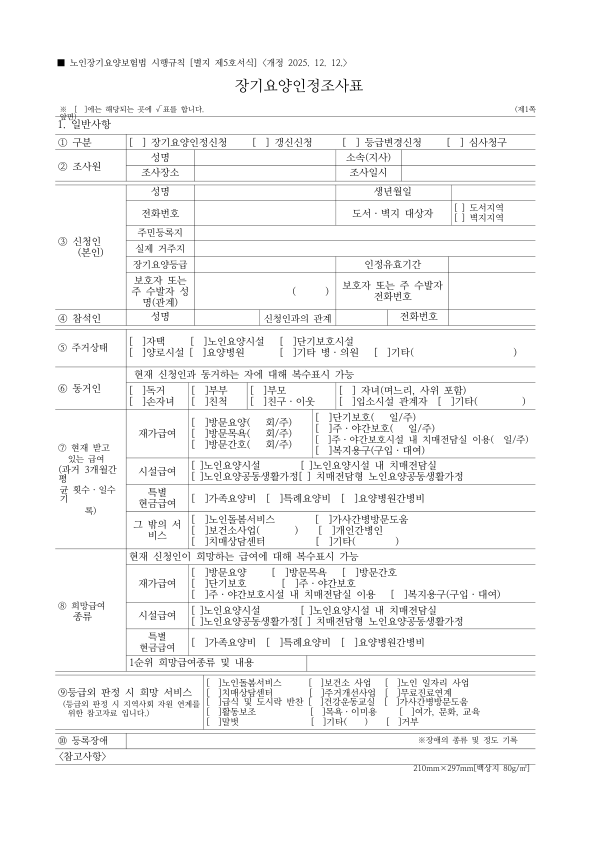 ■ 노인장기요양보험법 시행규칙 [별지 제5호서식] <개정 2025. 12. 12.>
장기요양인정조사표
※ [ ]에는 해당되는 곳에 √표를 합니다. (제1쪽
앞면)
1. 일반사항
① 구분 [ ] 장기요양인정신청 [ ] 갱신신청 [ ] 등급변경신청 [ ] 심사청구
② 조사원 성명 소속(지사)
조사장소 조사일시
③ 신청인
(본인)
성명 생년월일
전화번호 도서ㆍ벽지 대상자 [ ] 도서지역
[ ] 벽지지역
주민등록지
실제 거주지
장기요양등급 인정유효기간
보호자 또는
주 수발자 성
명(관계)
( )
보호자 또는 주 수발자
전화번호
④ 참석인 성명 신청인과의 관계 전화번호
⑤ 주거상태
[ ]자택 [ ]노인요양시설 [ ]단기보호시설
[ ]양로시설 [ ]요양병원 [ ]기타 병ㆍ의원 [ ]기타( )
⑥ 동거인
현재 신청인과 동거하는 자에 대해 복수표시 가능
[ ]독거 [ ]부부 [ ]부모 [ ] 자녀(며느리, 사위 포함)
[ ]손자녀 [ ]친척 [ ]친구ㆍ이웃 [ ]입소시설 관계자 [ ]기타( )
⑦ 현재 받고
있는 급여
(과거 3개월간
평
균 횟수ㆍ일수
기
록)
재가급여
[ ]방문요양( 회/주)
[ ]방문목욕( 회/주)
[ ]방문간호( 회/주)
[ ]단기보호( 일/주)
[ ]주ㆍ야간보호( 일/주)
[ ]주ㆍ야간보호시설 내 치매전담실 이용( 일/주)
[ ]복지용구(구입ㆍ대여)
시설급여
[ ]노인요양시설 [ ]노인요양시설 내 치매전담실
[ ]노인요양공동생활가정[ ] 치매전담형 노인요양공동생활가정
특별
현금급여
[ ]가족요양비 [ ]특례요양비 [ ]요양병원간병비
그 밖의 서
비스
[ ]노인돌봄서비스 [ ]가사간병방문도움
[ ]보건소사업( ) [ ]개인간병인
[ ]치매상담센터 [ ]기타( )
⑧ 희망급여
종류
현재 신청인이 희망하는 급여에 대해 복수표시 가능
재가급여
[ ]방문요양 [ ]방문목욕 [ ]방문간호
[ ]단기보호 [ ]주ㆍ야간보호
[ ]주ㆍ야간보호시설 내 치매전담실 이용 [ ]복지용구(구입ㆍ대여)
시설급여
[ ]노인요양시설 [ ]노인요양시설 내 치매전담실
[ ]노인요양공동생활가정[ ] 치매전담형 노인요양공동생활가정
특별
현금급여
[ ]가족요양비 [ ]특례요양비 [ ]요양병원간병비
1순위 희망급여종류 및 내용
⑨등급외 판정 시 희망 서비스
(등급외 판정 시 지역사회 자원 연계를
위한 참고자료 입니다.)
[ ]노인돌봄서비스 [ ]보건소 사업 [ ]노인 일자리 사업
[ ]치매상담센터 [ ]주거개선사업 [ ]무료진료연계
[ ]급식 및 도시락 반찬 [ ]건강운동교실 [ ]가사간병방문도움
[ ]활동보조 [ ]목욕ㆍ이미용 [ ]여가, 문화, 교육
[ ]말벗 [ ]기타( ) [ ]거부
⑩ 등록장애 ※장애의 종류 및 정도 기록
<참고사항>
210mm×297mm[백상지 80g/㎡]